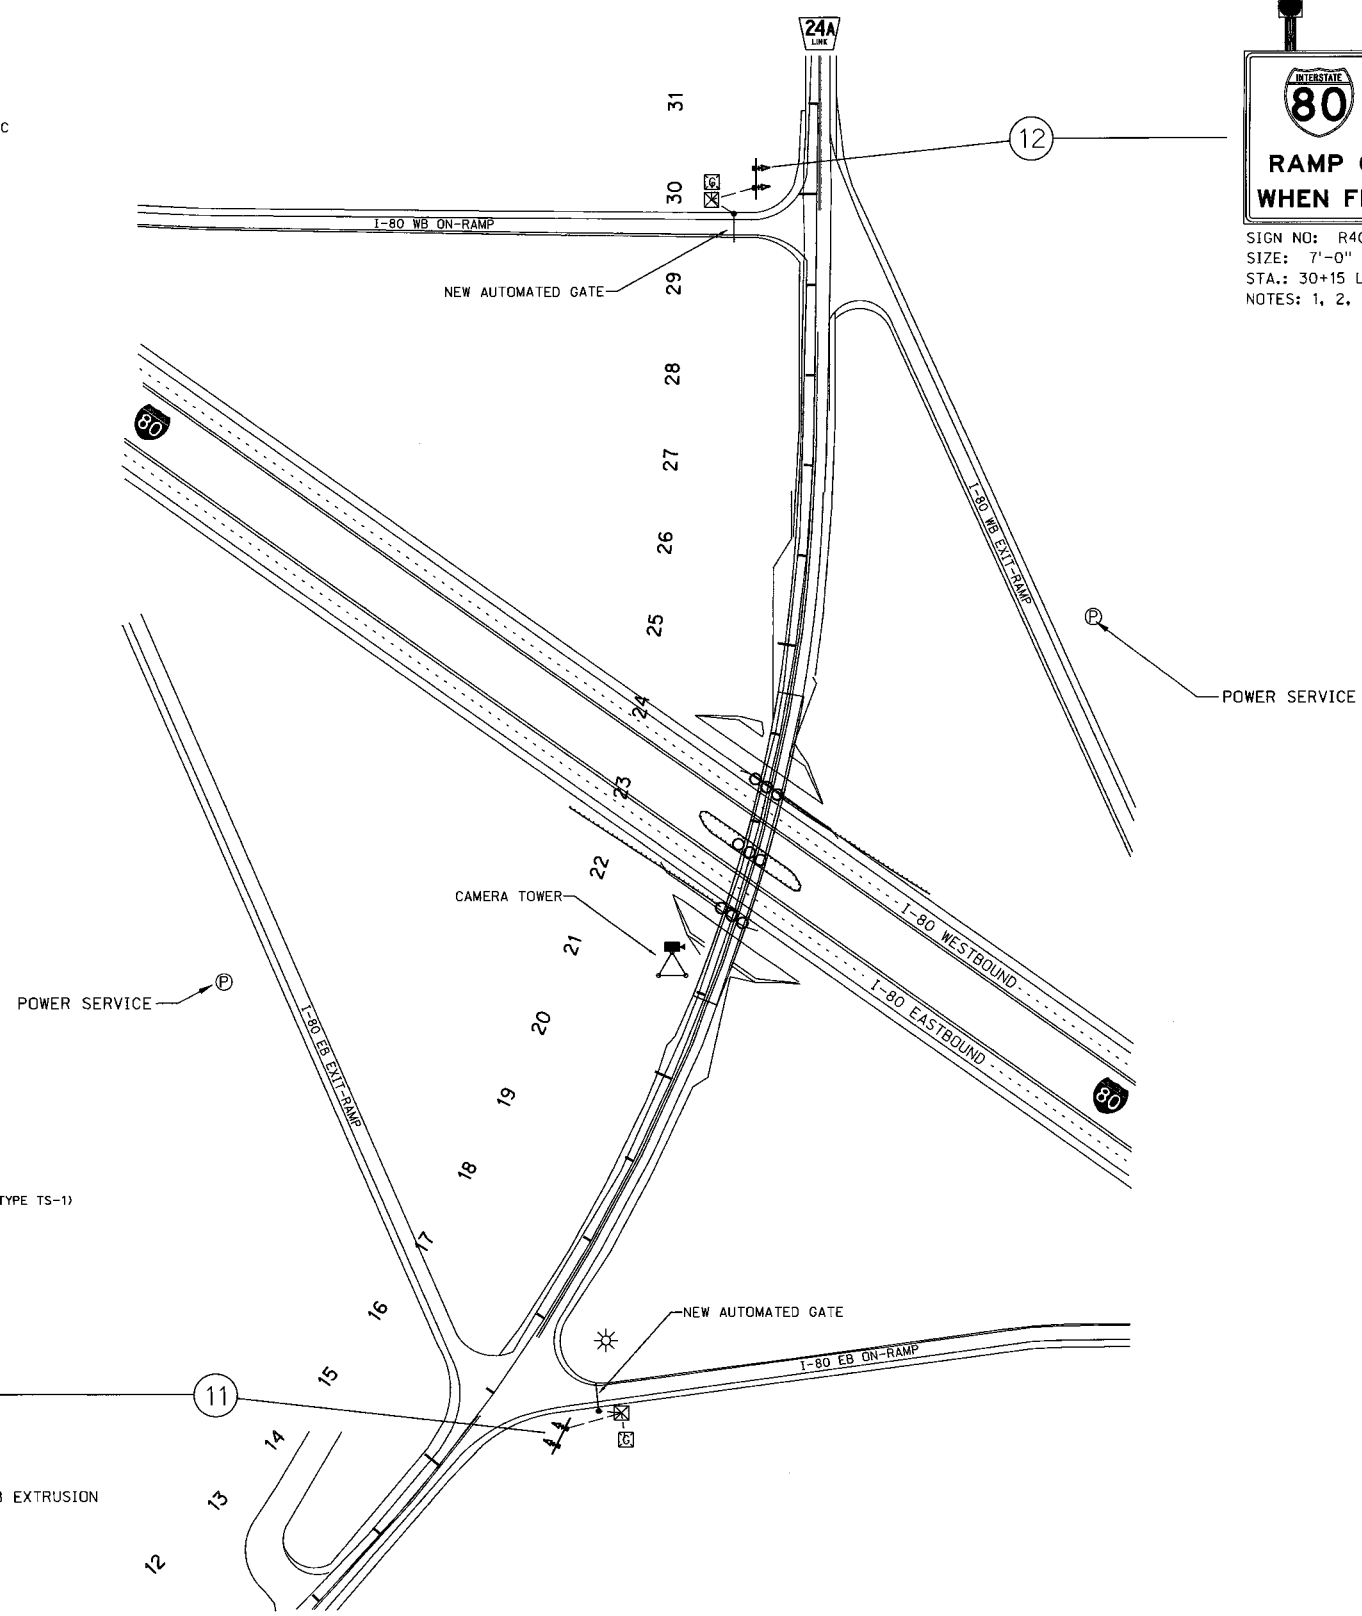 24A
LINK
31
C
12
INTERSTATE
80
RAMP
WHEN
SIGN NO:
SIZE: 7'-0"
STA.: 30+15
NOTES: 1, 2,
G
30
I-80 WB ON-RAMP
29
NEW AUTOMATED GATE
28
80
27
I-80 WB EXIT-RAMP
26
25
P
POWER SERVICE
24
23
22
CAMERA TOWER
I-80 WESTBOUND
21
POWER SERVICE
P
I-80 EASTBOUND
I-80 EB EXIT-RAMP
20
19
80
18
TYPE TS-1)
17
16
NEW AUTOMATED GATE
I-80 EB ON-RAMP
15
11
14
G
13
EXTRUSION
12